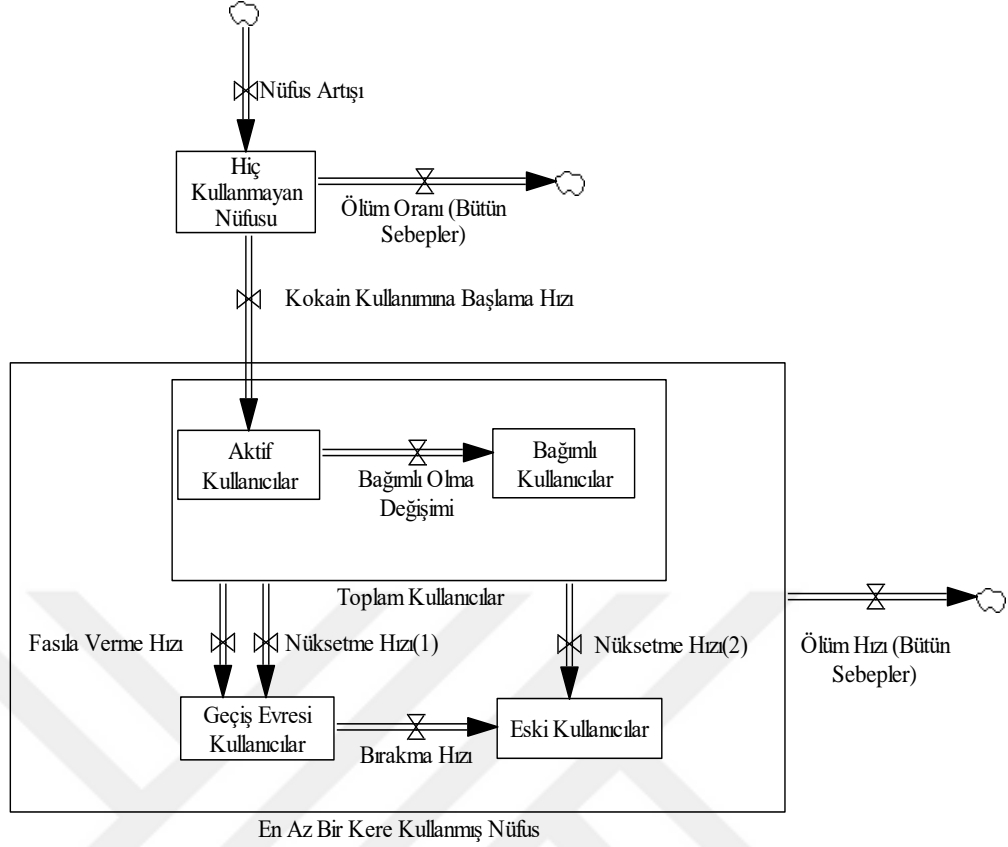 Nüfus Artışı
Hiç
Kullanmayan
Nüfusu
Ölüm Oranı (Bütün
Sebepler)
Kokain Kullanımına Başlama Hızı
Aktif
Kullanıcılar
Bağımlı Olma
Değişimi
Bağımlı
Kullanıcılar
Toplam Kullanıcılar
Fasıla Verme Hızı
Nüksetme Hızı(1)
Nüksetme Hızı(2)
Ölüm Hızı (Bütün
Sebepler)
Geçiş Evresi
Kullanıcılar
Bırakma Hızı
Eski Kullanıcılar
En Az Bir Kere Kullanmış Nüfus